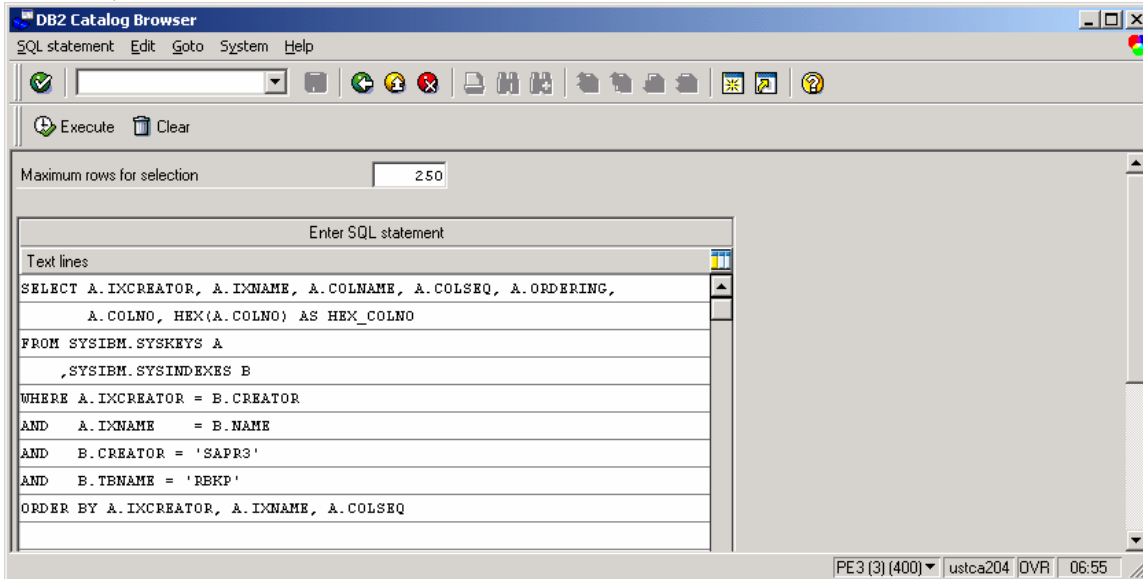 DB2 Catalog Browser
SQL statement Edit Goto System Help
Execute Clear
Maximum rows for selection 250
Enter SQL statement
Text lines
SELECT A.IXCREATOR, A.IXNAME, A.COLNAME, A.COLSEQ, A.ORDERING,
A.COLNO, HEX(A.COLNO) AS HEX_COLNO
FROM SYSIBM.SYSKEYS A
,SYSIBM.SYSINDEXES B
WHERE A.IXCREATOR = B.CREATOR
AND A.IXNAME = B.NAME
AND B.CREATOR = 'SAPR3'
AND B.TBNAME = 'RBKP'
ORDER BY A.IXCREATOR, A.IXNAME, A.COLSEQ
PE3 (3) (400) ustca204 OVR 06:55